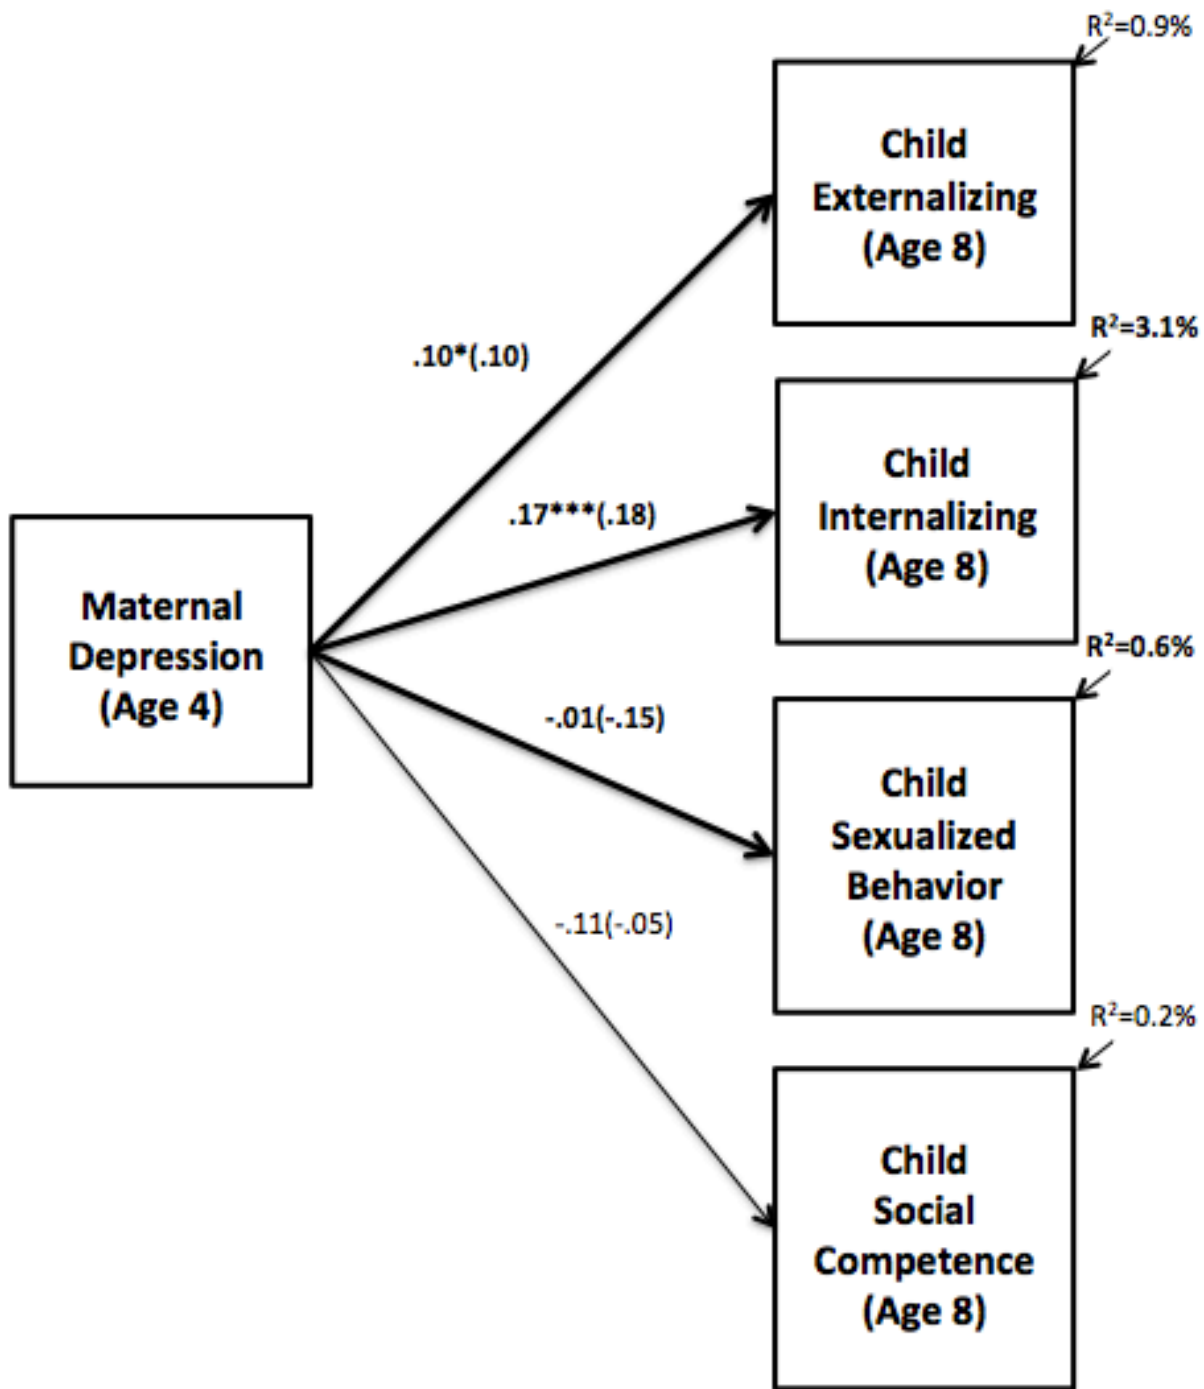 R²=0.9%
Child
Externalizing
(Age 8)
R²=3.1%
.10*(.10)
Child
Internalizing
(Age 8)
.17***(.18)
Maternal
Depression
(Age 4)
R²=0.6%
-.01(-.15)
Child
Sexualized
Behavior
(Age 8)
-.11(-.05)
R²=0.2%
Child
Social
Competence
(Age 8)